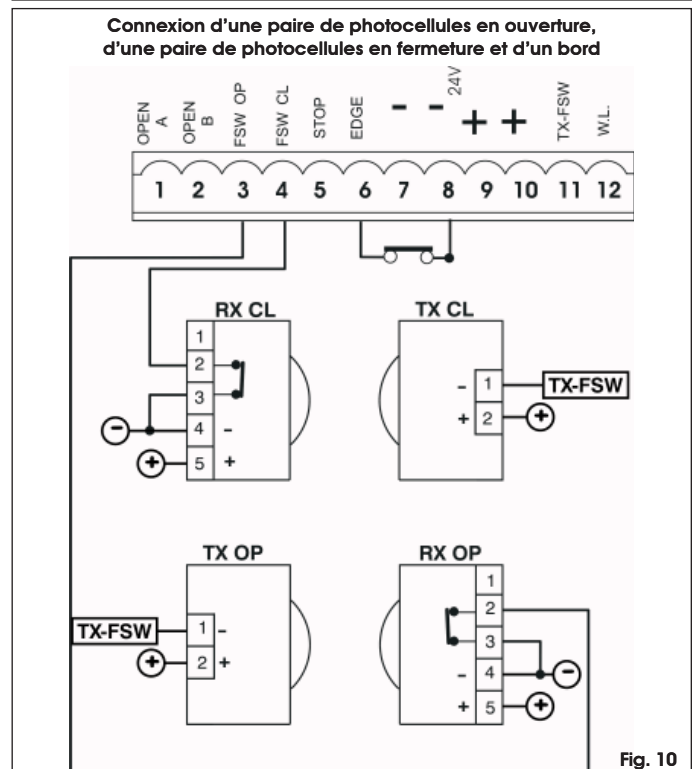 Connexion d'une paire de photocellules en ouverture,
d'une paire de photocellules en fermeture et d'un bord
OPEN A
OPEN B
FSW OP
FSW CL
STOP
EDGE
- - 24V + +
TX-FSW
W.L.
1 2 3 4 5 6 7 8 9 10 11 12
RX CL
1
2
3
- 4 -
+ 5 +
TX CL
- 1 TX-FSW
+ 2 +
TX OP
TX-FSW 1 -
+ 2 +
RX OP
1
2
3
- 4 -
+ 5 +
Fig. 10